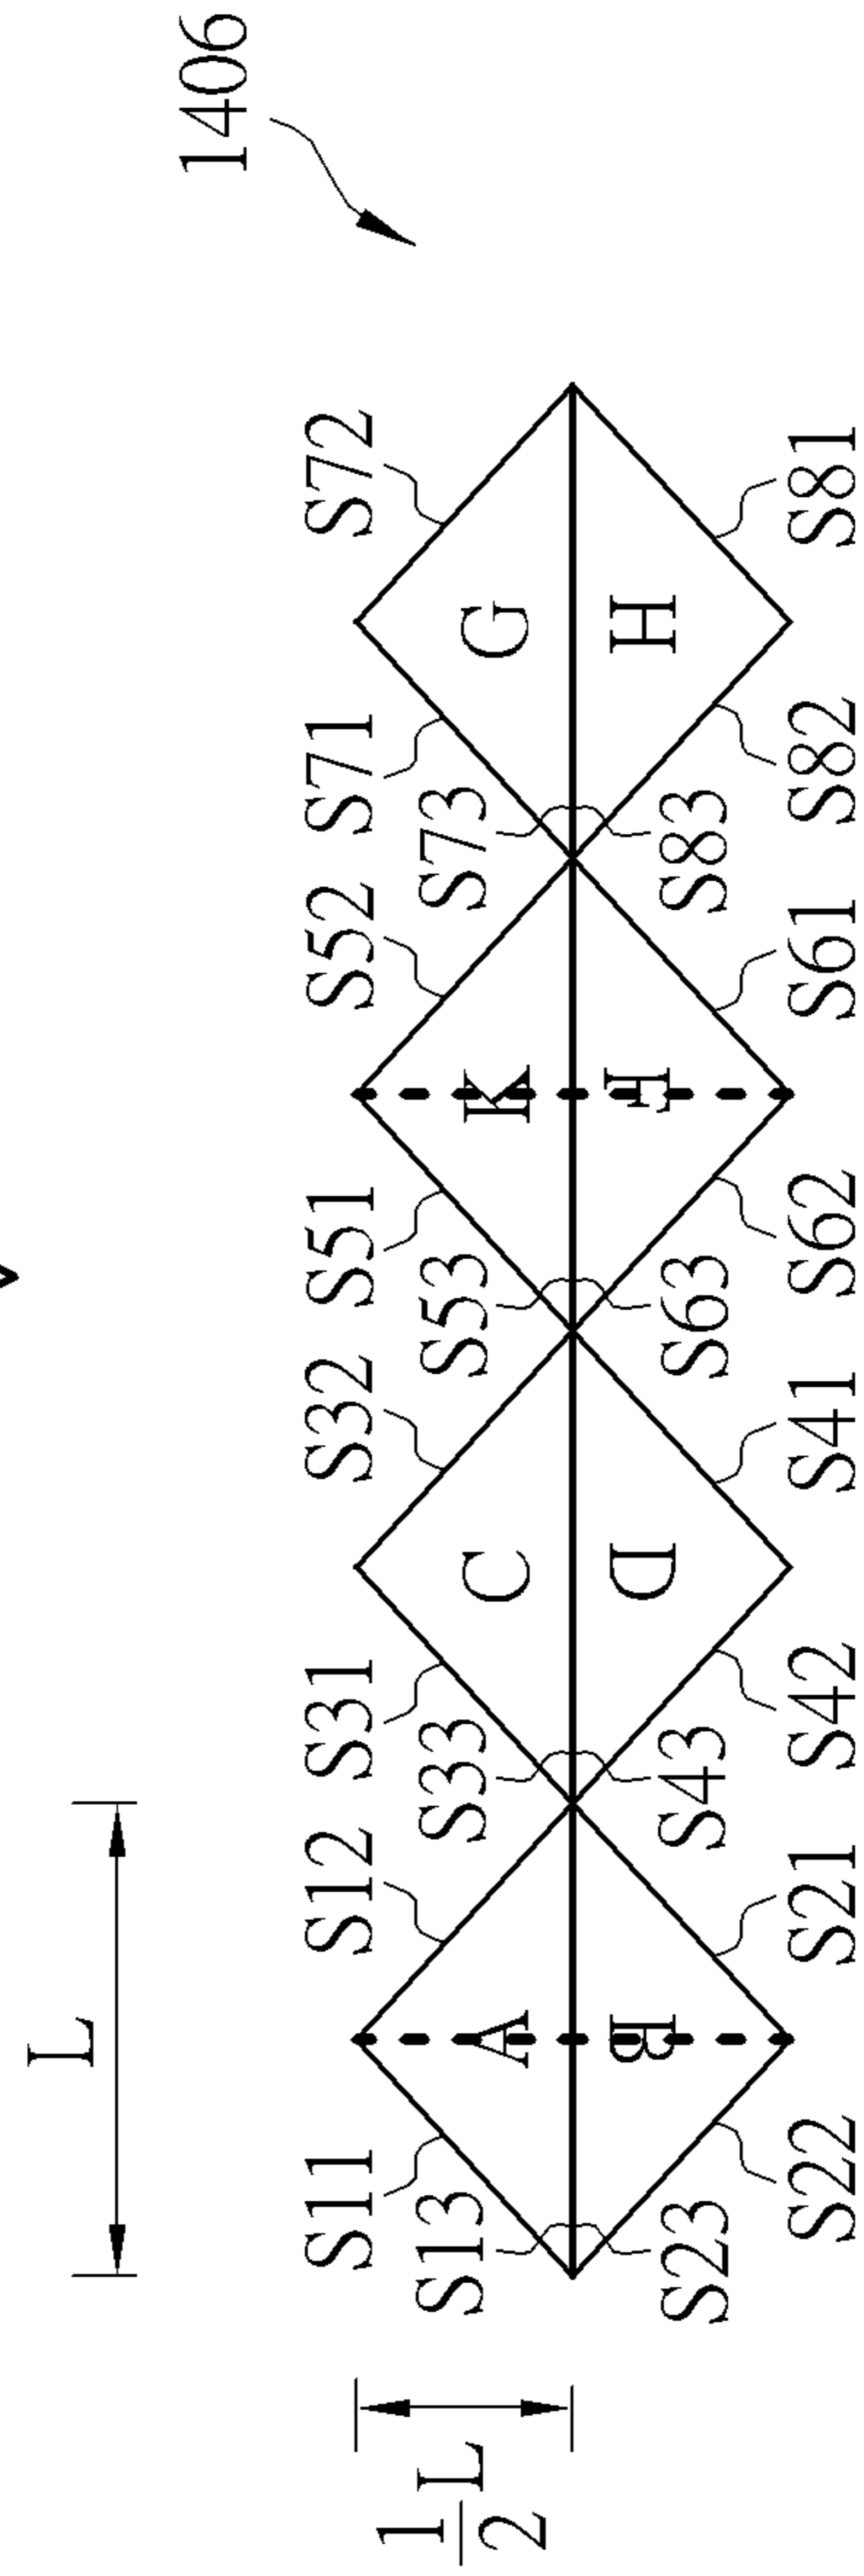 L
1406
S11 S12 S31 S32 S51 S52 S71 S72
S13 S33 S53 S73
1/2 L
A C K G
B D F H
S23 S43 S63 S83
S22 S21 S42 S41 S62 S61 S82 S81